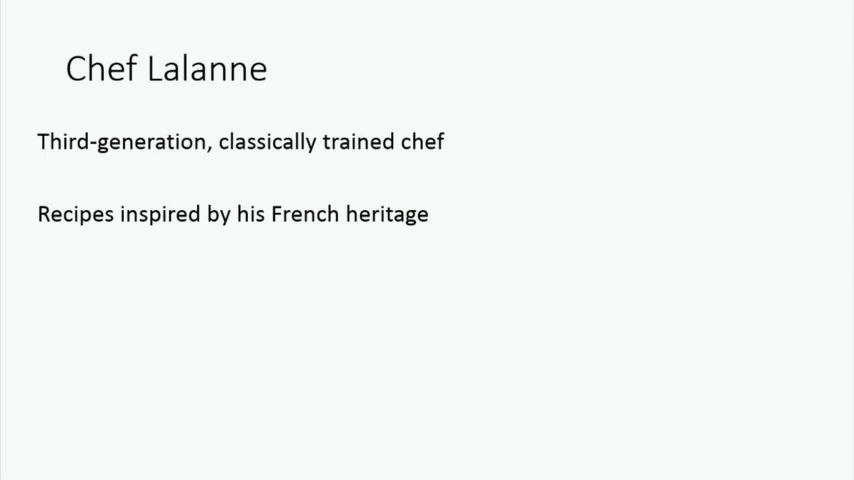 Chef Lalanne
Third-generation, classically trained chef
Recipes inspired by his French heritage